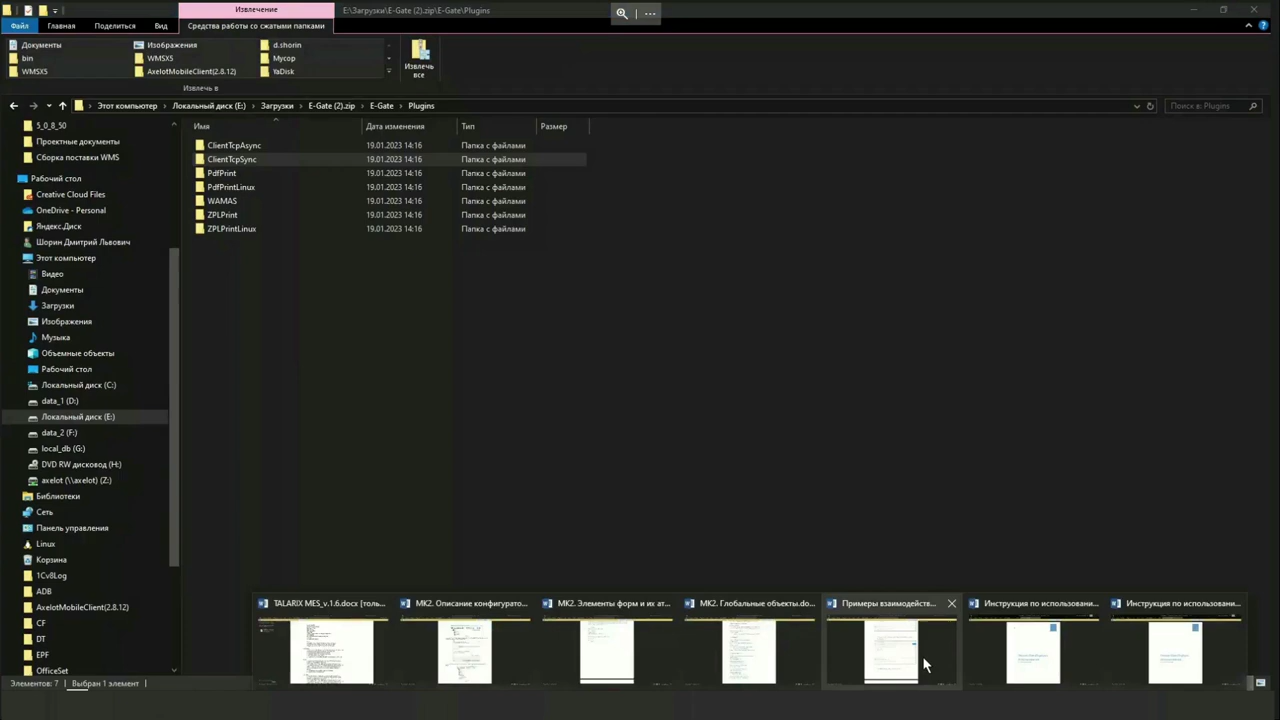 Извлечение
E:\Загрузки\E-Gate (2).zip\E-Gate\Plugins
Файл
Главная
Поделиться
Вид
Средства работы со сжатыми папками
Документы
Изображения
d.shorin
bin
WMSX5
Мусор
WMSX5
AxelotMobileClient(2.8.12)
YaDisk
Извлечь все
Извлечь в
Этот компьютер > Локальный диск (E:) > Загрузки > E-Gate (2).zip > E-Gate > Plugins
Поиск в: Plugins
Имя
Дата изменения
Тип
Размер
ClientTcpAsync 19.01.2023 14:16 Папка с файлами
ClientTcpSync 19.01.2023 14:16 Папка с файлами
PdfPrint 19.01.2023 14:16 Папка с файлами
PdfPrintLinux 19.01.2023 14:16 Папка с файлами
WAMAS 19.01.2023 14:16 Папка с файлами
ZPLPrint 19.01.2023 14:16 Папка с файлами
ZPLPrintLinux 19.01.2023 14:16 Папка с файлами
5_0_8_50
Проектные документы
Сборка поставки WMS
Рабочий стол
Creative Cloud Files
OneDrive - Personal
Яндекс.Диск
Шорин Дмитрий Львович
Этот компьютер
Видео
Документы
Загрузки
Изображения
Музыка
Объемные объекты
Рабочий стол
Локальный диск (C:)
data_1 (D:)
Локальный диск (E:)
data_2 (F:)
local_db (G:)
DVD RW дисковод (H:)
axelot (\\axelot) (Z:)
Библиотеки
Сеть
Панель управления
Linux
Корзина
1Cv8Log
ADB
AxelotMobileClient(2.8.12)
CF
DT
EPF
OfficeSet
TALARIX MES_v.1.6.docx [толь...
МК2. Описание конфигурато...
МК2. Элементы форм и их ат...
МК2. Глобальные объекты.do...
Примеры взаимодейств...
Инструкция по использовани...
Инструкция по использовани...
Элементов: 7
Выбран 1 элемент